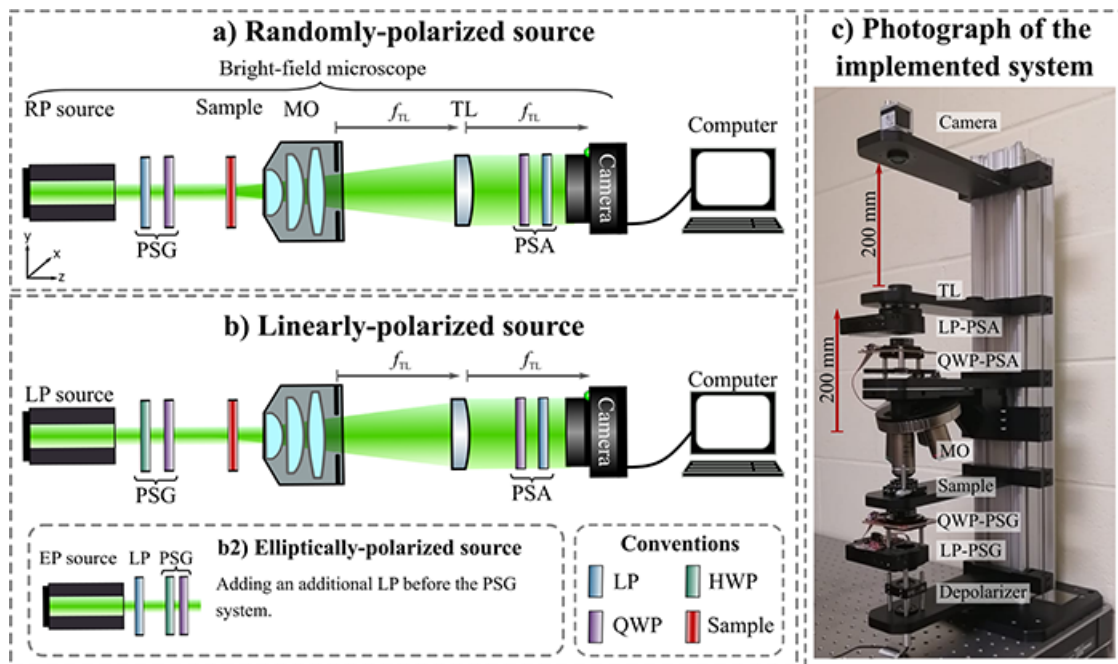 a) Randomly-polarized source
Bright-field microscope
RP source
Sample
MO
f_TL
TL
f_TL
Camera
Computer
PSG
PSA
y
x
z
b) Linearly-polarized source
LP source
f_TL
f_TL
Camera
Computer
PSG
PSA
b2) Elliptically-polarized source
EP source
LP
PSG
Adding an additional LP before the PSG
system.
Conventions
LP
HWP
QWP
Sample
c) Photograph of the
implemented system
Camera
200 mm
TL
LP-PSA
QWP-PSA
200 mm
MO
Sample
QWP-PSG
LP-PSG
Depolarizer